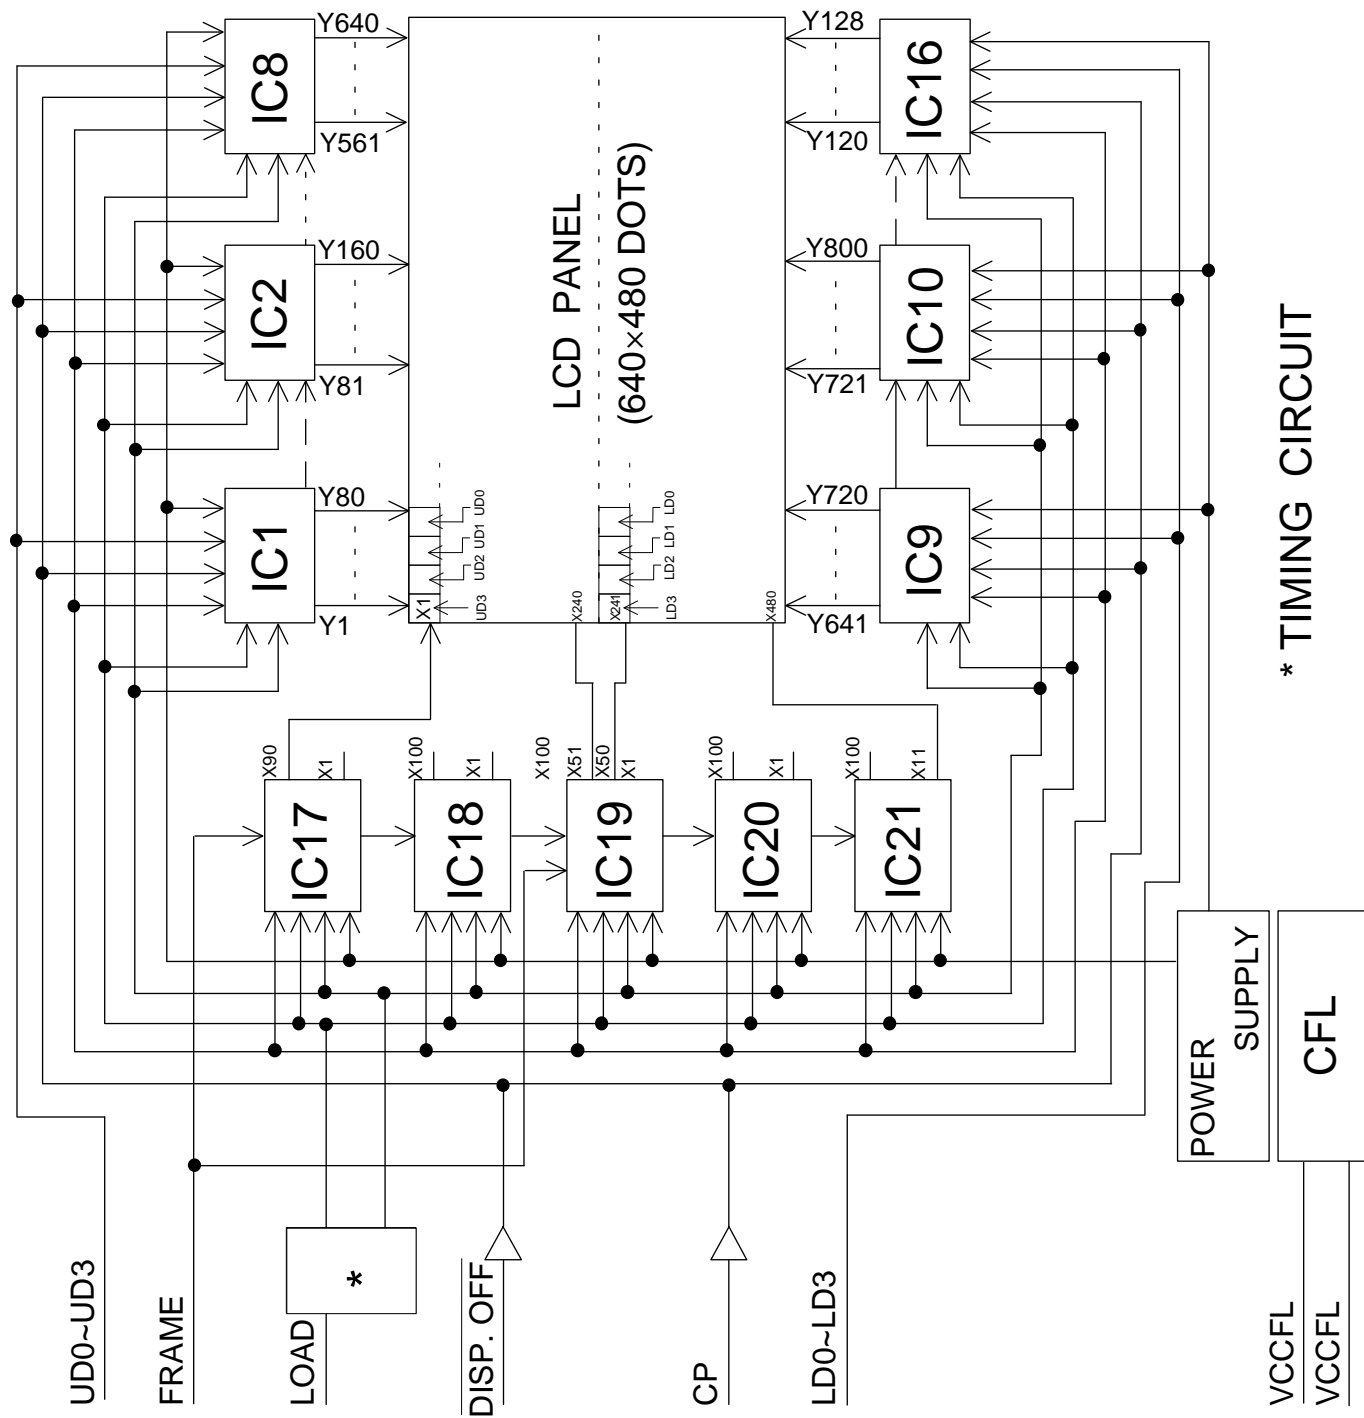 Y640
Y128
IC8
IC16
Y561
Y120
LCD PANEL
(640×480 DOTS)
Y160
Y800
IC2
IC10
Y81
Y721
Y80
Y720
IC1
IC9
Y1
Y641
UD0
UD1
UD2
UD3
X1
LD0
LD1
LD2
LD3
X240
X241
X480
X90
X1
X100
X1
X100
X51
X50
X1
X100
X1
X100
X11
IC17
IC18
IC19
IC20
IC21
* TIMING CIRCUIT
POWER
SUPPLY
CFL
*
UD0~UD3
FRAME
LOAD
DISP. OFF
CP
LD0~LD3
VCCFL
VCCFL